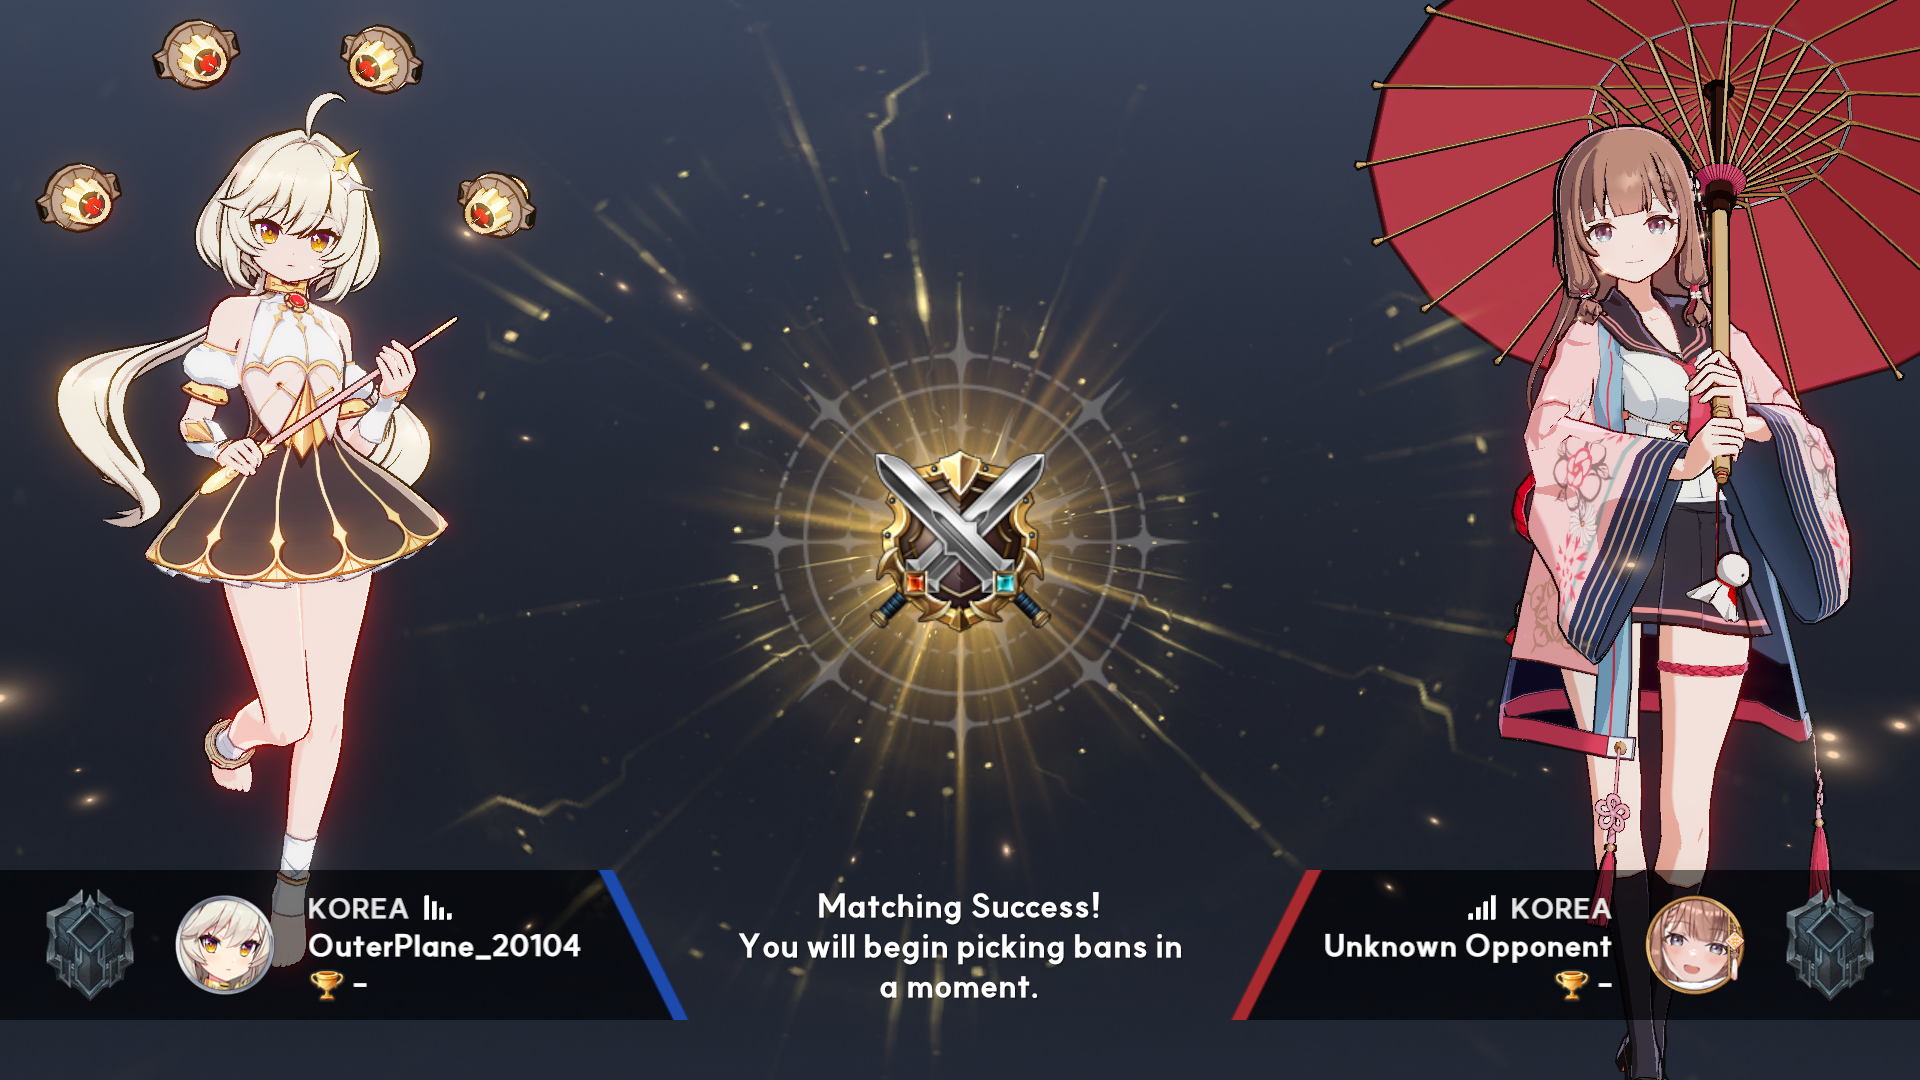 KOREA
OuterPlane_20104
-
Matching Success!
You will begin picking bans in
a moment.
KOREA
Unknown Opponent
-